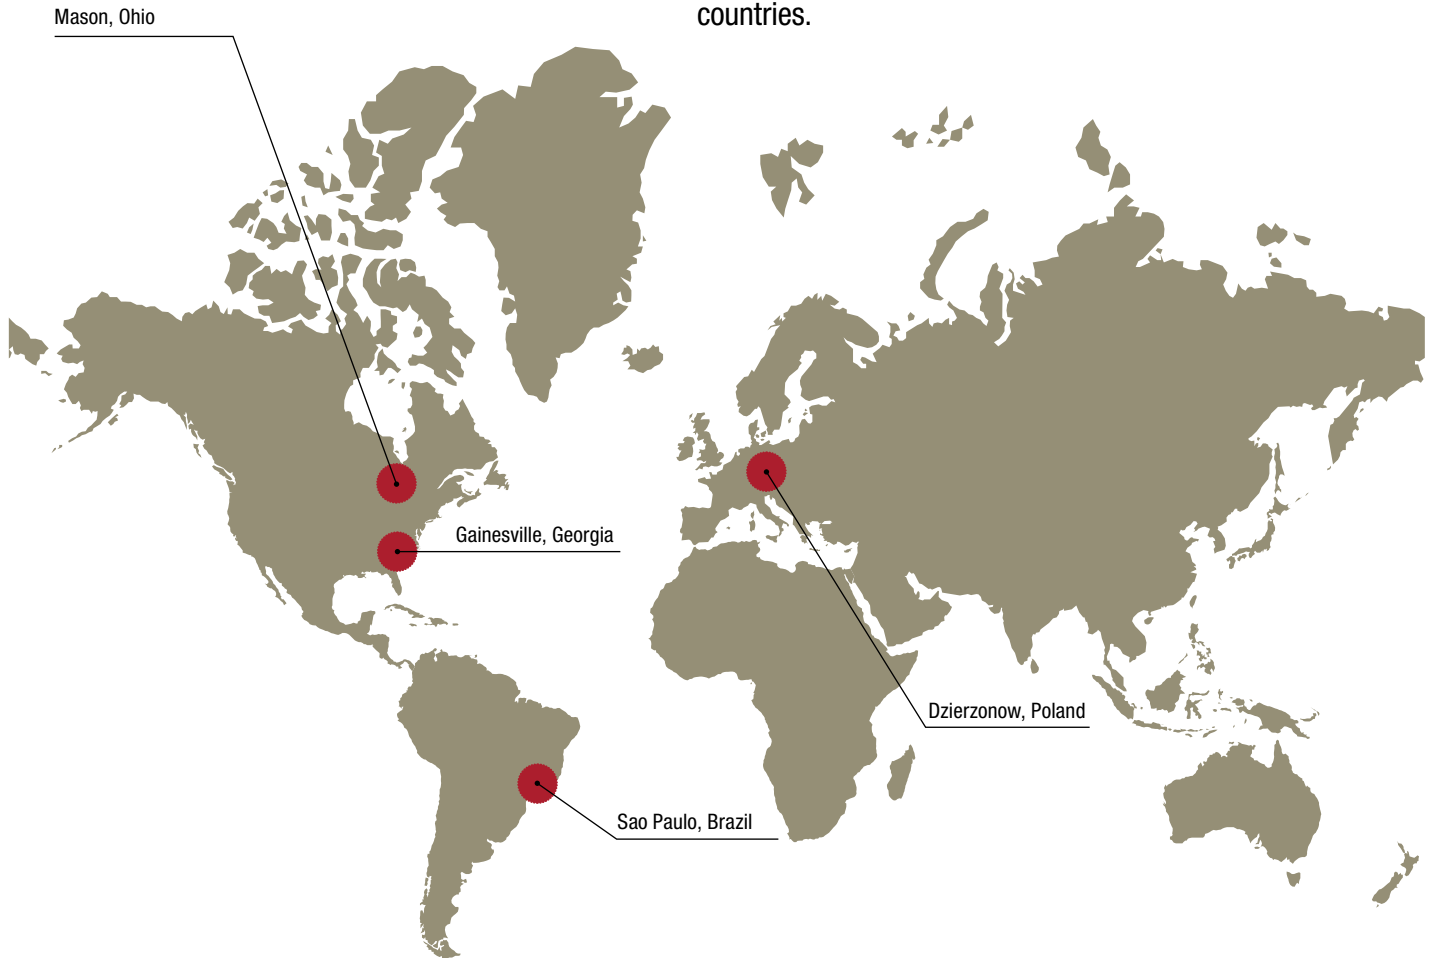 Mason, Ohio
countries.
Gainesville, Georgia
Dzierzonow, Poland
Sao Paulo, Brazil